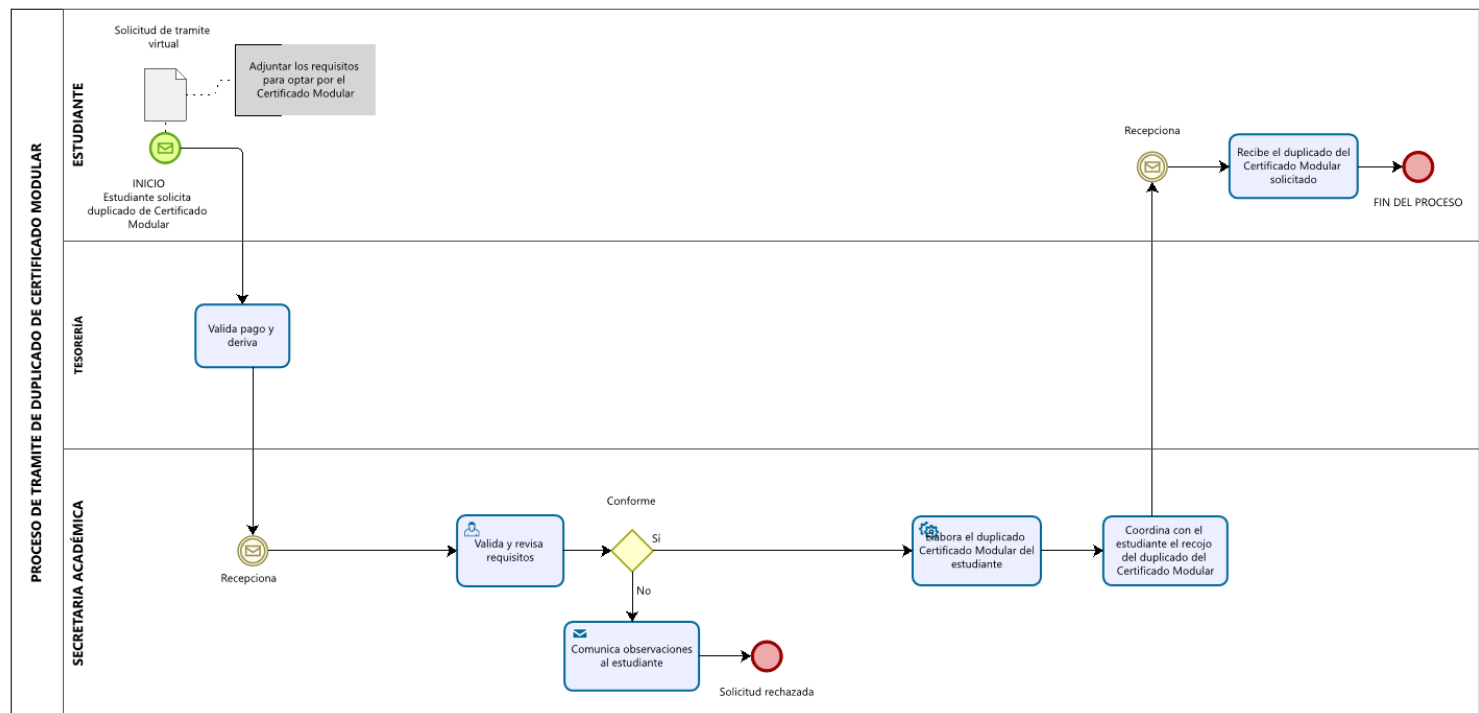 PROCESO DE TRAMITE DE DUPLICADO DE CERTIFICADO MODULAR
ESTUDIANTE
Solicitud de tramite
virtual
Adjuntar los requisitos
para optar por el
Certificado Modular
INICIO
Estudiante solicita
duplicado de Certificado
Modular
Recepciona
Recibe el duplicado del
Certificado Modular
solicitado
FIN DEL PROCESO
TESORERÍA
Valida pago y
deriva
SECRETARIA ACADÉMICA
Recepciona
Valida y revisa
requisitos
Conforme
Sí
No
Comunica observaciones
al estudiante
Solicitud rechazada
Elabora el duplicado
Certificado Modular del
estudiante
Coordina con el
estudiante el recojo
del duplicado del
Certificado Modular